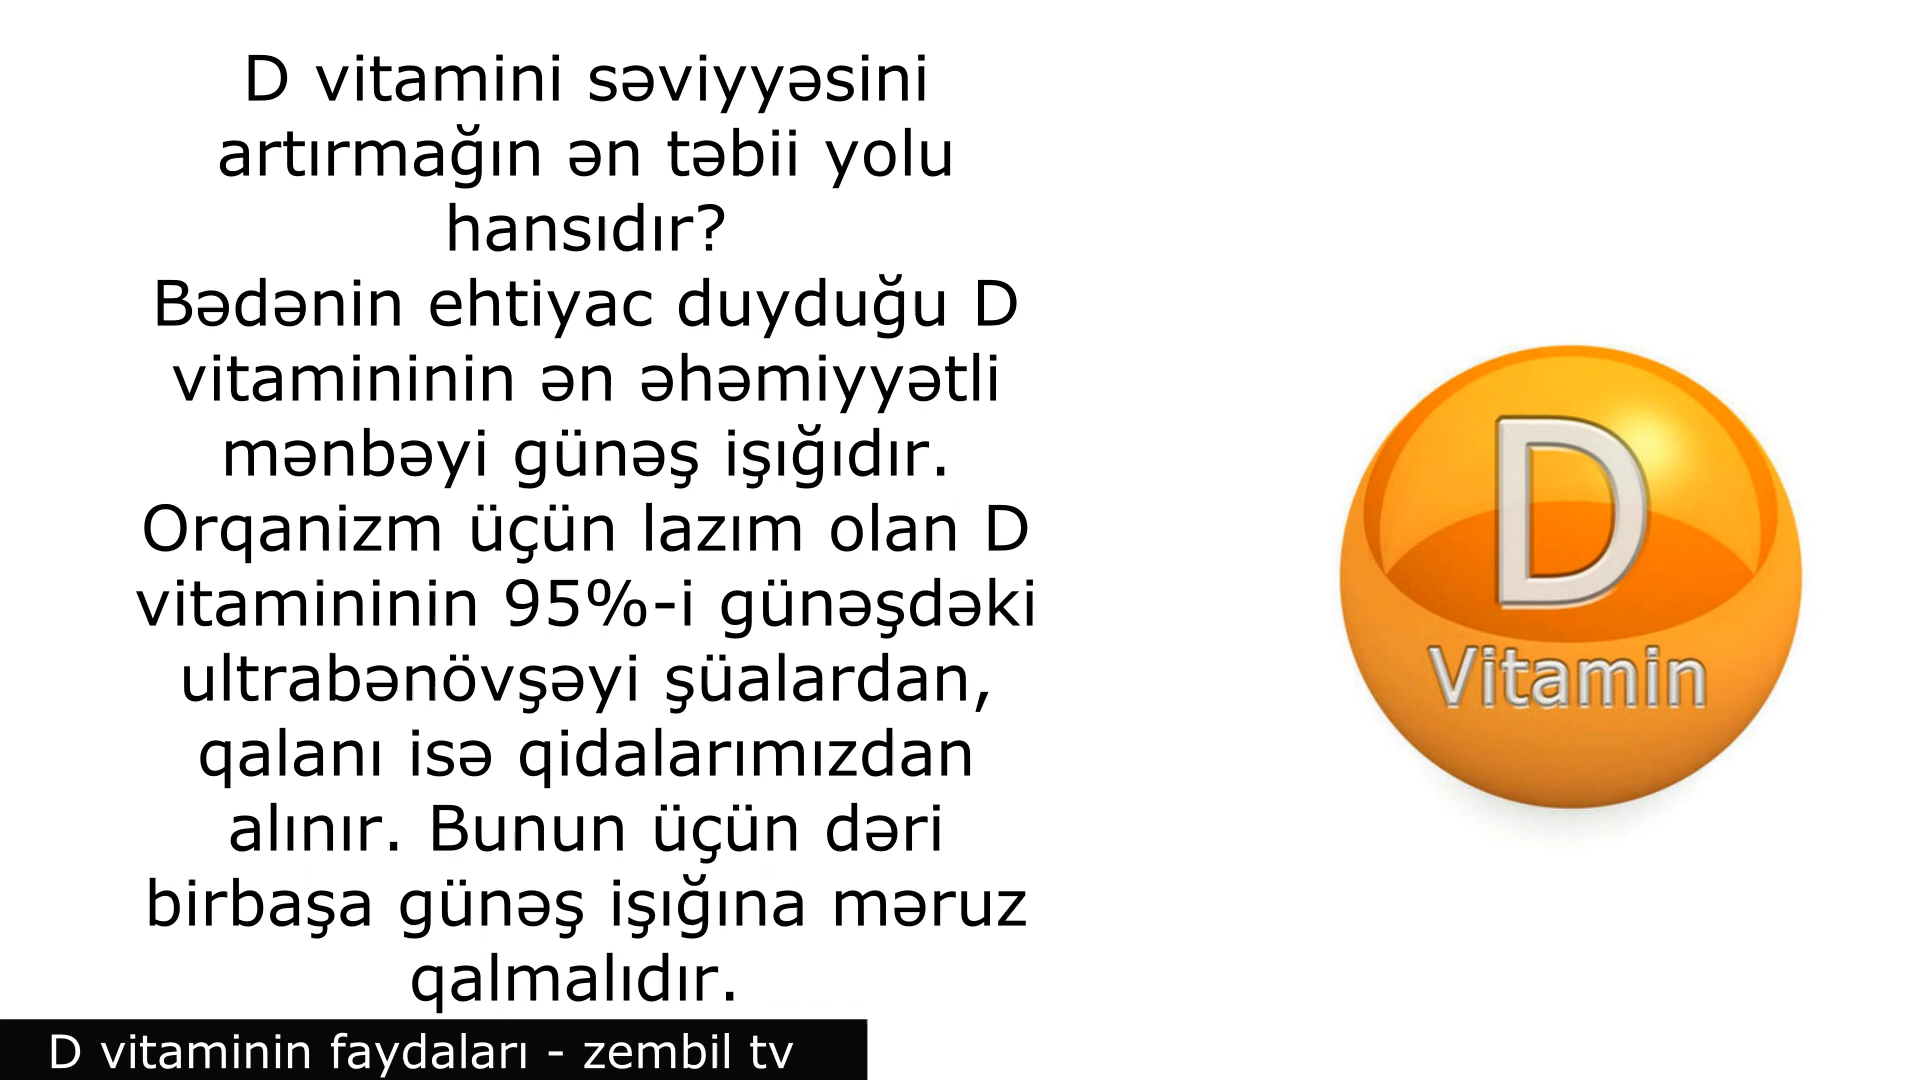 D vitamini səviyyəsini
artırmağın ən təbii yolu
hansıdır?
Bədənin ehtiyac duyduğu D
vitamininin ən əhəmiyyətli
mənbəyi günəş işığıdır.
Orqanizm üçün lazım olan D
vitamininin 95%-i günəşdəki
ultrabənövşəyi şüalardan,
qalanı isə qidalarımızdan
alınır. Bunun üçün dəri
birbaşa günəş işığına məruz
qalmalıdır.
D
Vitamin
D vitaminin faydaları - zembil tv